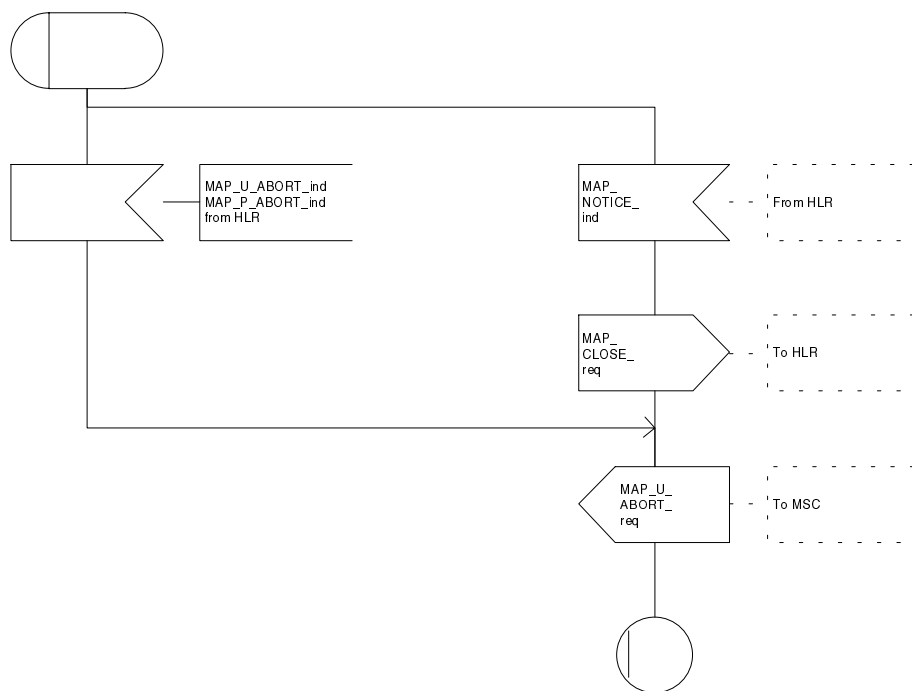 MAP_U_ABORT_ind
MAP_P_ABORT_ind
from HLR
MAP_
NOTICE_
ind
From HLR
MAP_
CLOSE_
req
To HLR
MAP_U_
ABORT_
req
To MSC